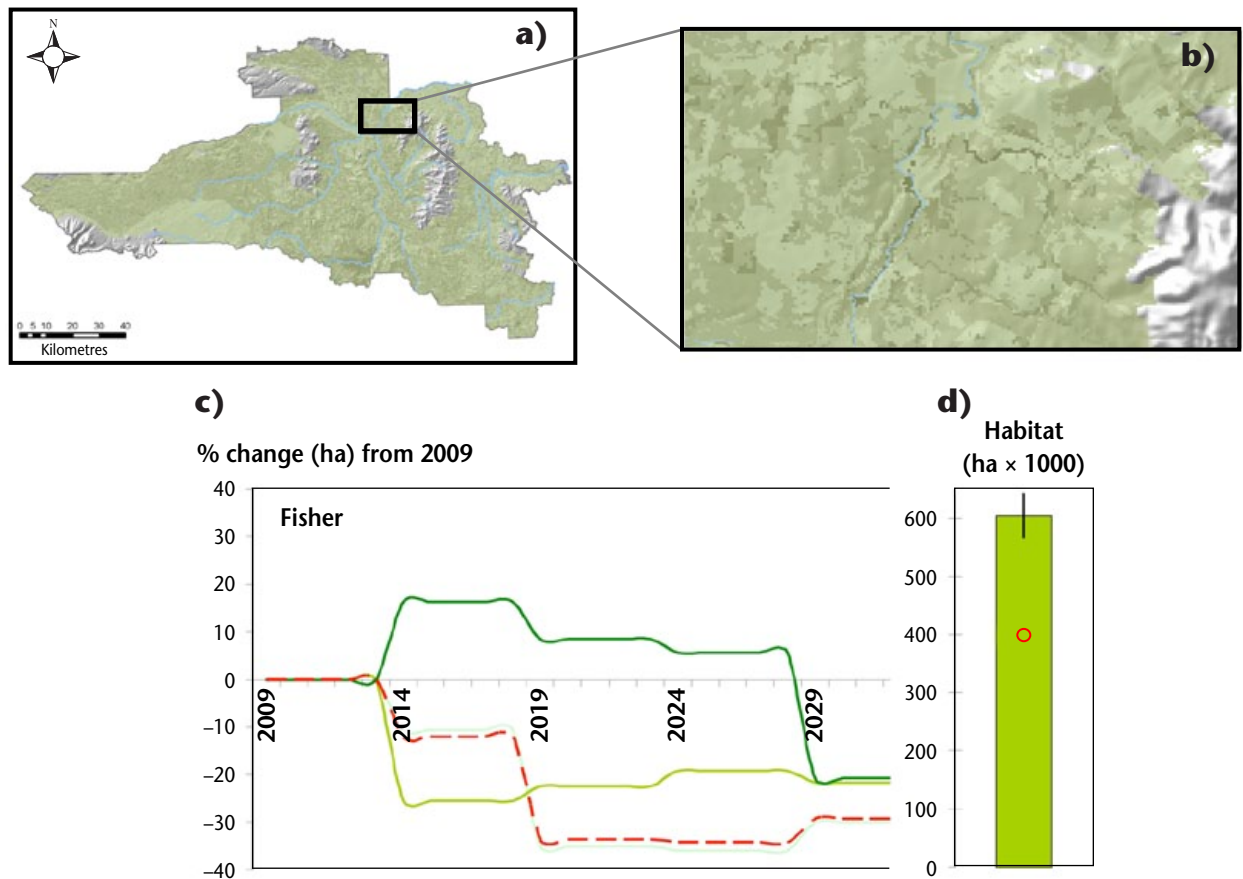 N
a)
b)
0 5 10 20 30 40
Kilometres
c)
% change (ha) from 2009
40
30
20
10
0
–10
–20
–30
–40
Fisher
2009
2014
2019
2024
2029
d)
Habitat
(ha × 1000)
600
500
400
300
200
100
0